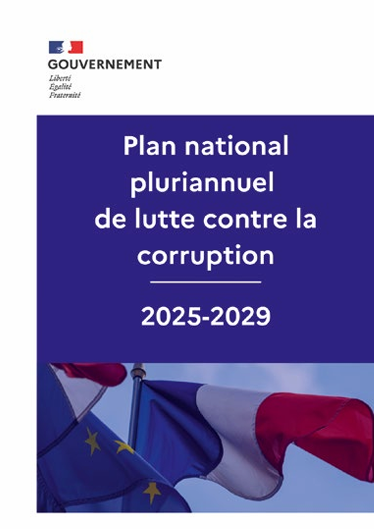 GOUVERNEMENT
Liberté
Égalité
Fraternité
Plan national
pluriannuel
de lutte contre la
corruption
2025-2029